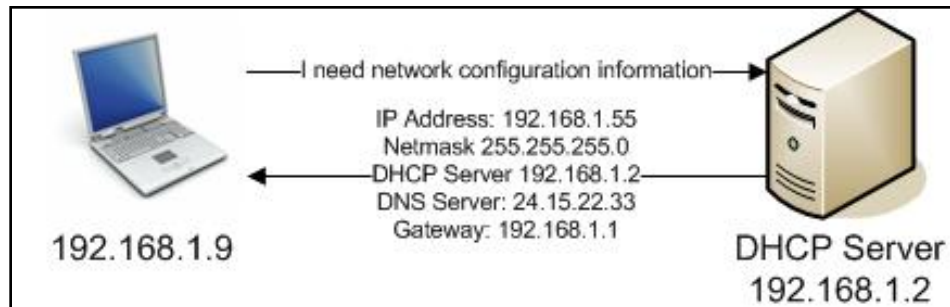 I need network configuration information
IP Address: 192.168.1.55
Netmask 255.255.255.0
DHCP Server 192.168.1.2
DNS Server: 24.15.22.33
Gateway: 192.168.1.1
192.168.1.9
DHCP Server
192.168.1.2